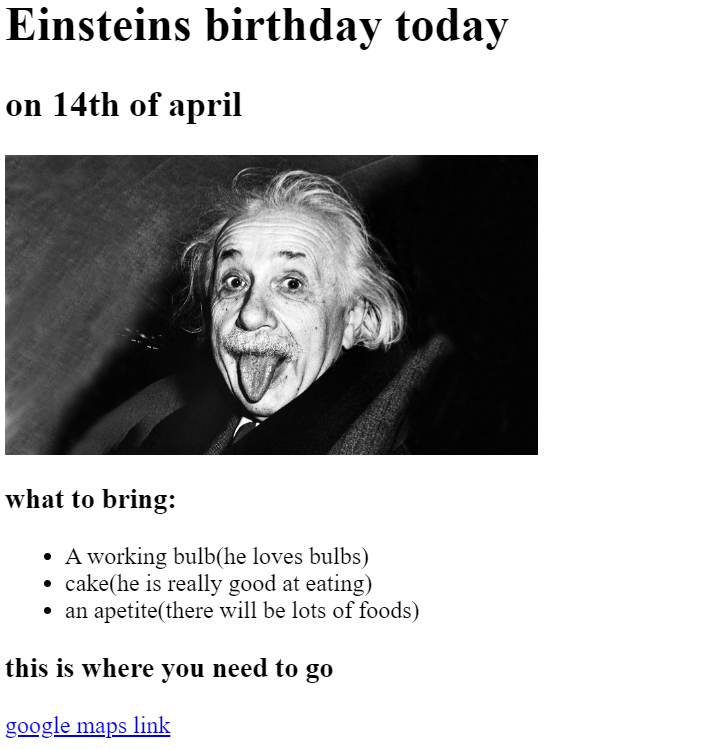 Einsteins birthday today
on 14th of april
what to bring:
A working bulb(he loves bulbs)
cake(he is really good at eating)
an apetite(there will be lots of foods)
this is where you need to go
google maps link